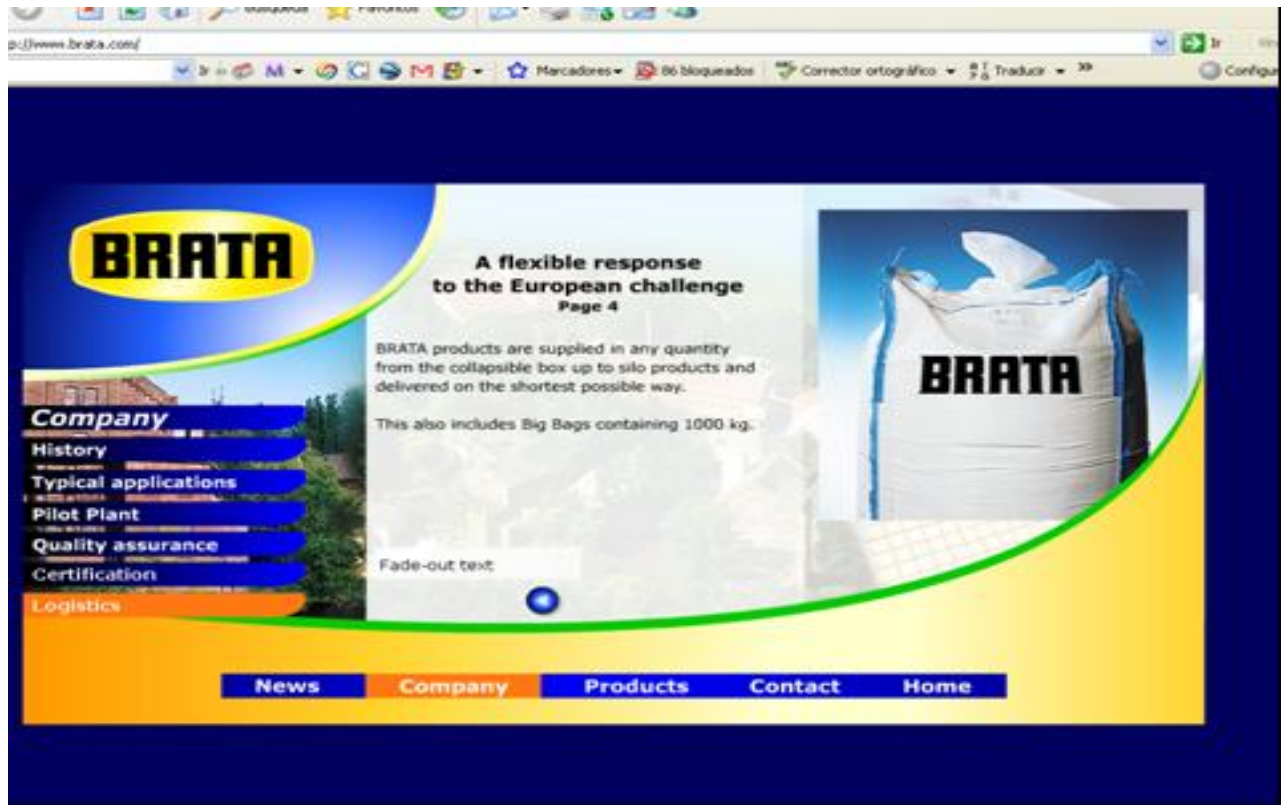 Búsqueda Favoritos
p://www.brata.com/ Ir
Ir M Marcadores 86 bloqueados Corrector ortográfico Traducir Configu
BRATA
A flexible response
to the European challenge
Page 4
BRATA products are supplied in any quantity
from the collapsible box up to silo products and
delivered on the shortest possible way.
This also includes Big Bags containing 1000 kg.
Fade-out text
BRATA
Company
History
Typical applications
Pilot Plant
Quality assurance
Certification
Logistics
News Company Products Contact Home